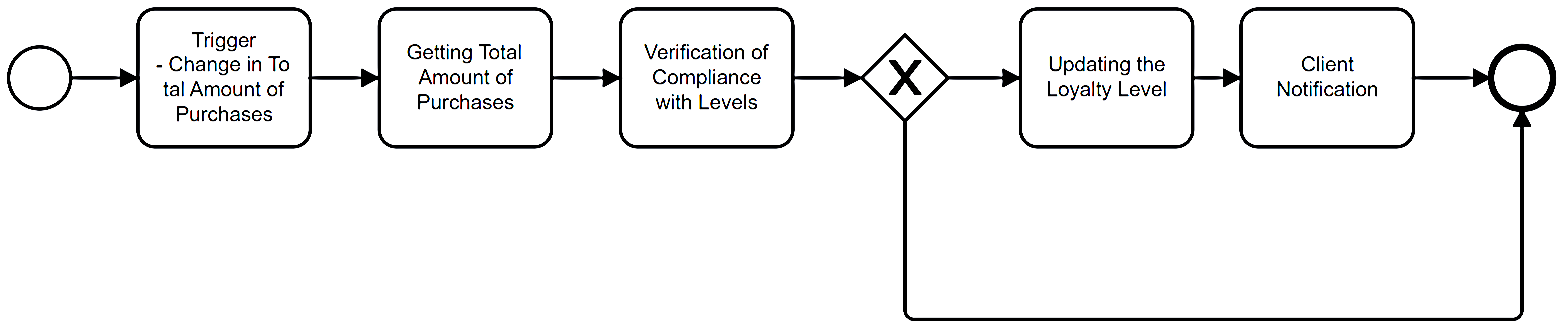 Trigger
- Change in To
tal Amount of
Purchases
Getting Total
Amount of
Purchases
Verification of
Compliance
with Levels
X
Updating the
Loyalty Level
Client
Notification